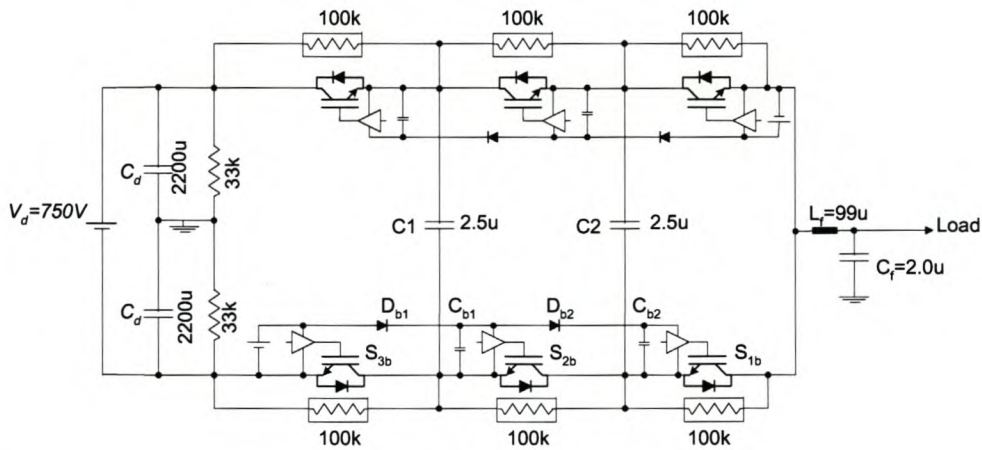 100k 100k 100k
C_d 2200u 33k
V_d=750V
C1 2.5u C2 2.5u
L_f=99u Load
C_f=2.0u
C_d 2200u 33k
D_b1 C_b1 D_b2 C_b2
S_3b S_2b S_1b
100k 100k 100k